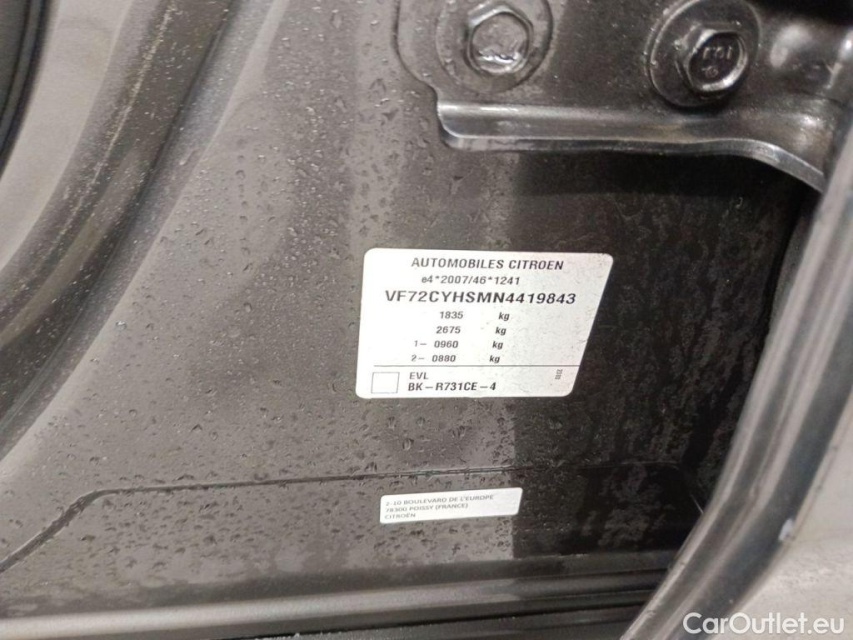 AUTOMOBILES CITROEN
e4*2007/46*1241
VF72CYHSMN4419843
1835 kg
2675 kg
1- 0960 kg
2- 0880 kg
EVL
BK-R731CE-4
2-10 BOULEVARD DE L'EUROPE
78300 POISSY (FRANCE)
CITROËN
CarOutlet.eu